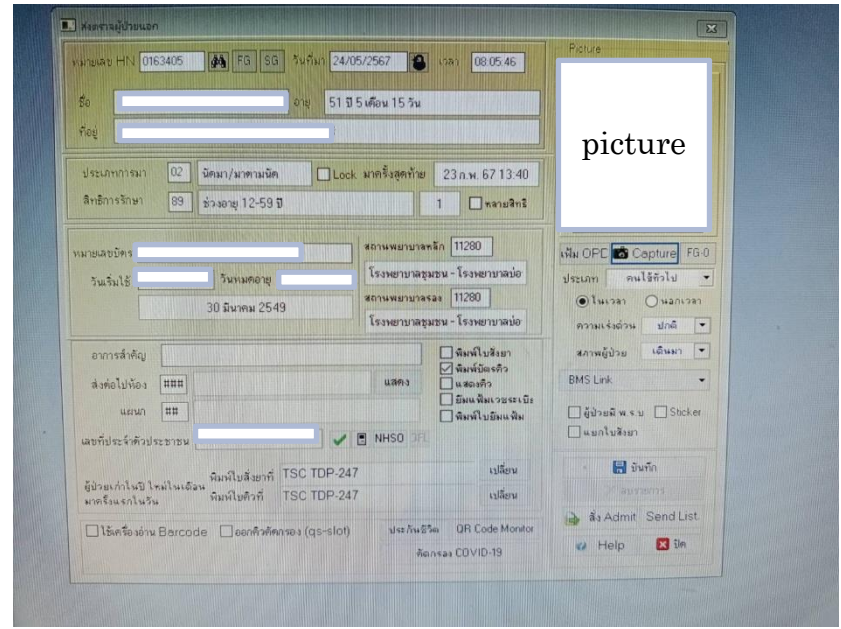 ส่งตรวจผู้ป่วยนอก
หมายเลข HN 0163405 FG SG วันที่มา 24/05/2567 เวลา 08:05:46
ชื่อ อายุ 51 ปี 5 เดือน 15 วัน
ที่อยู่
Picture
picture
ประเภทการมา 02 นัดมา/มาตามนัด Lock มาครั้งสุดท้าย 23 ก.พ. 67 13:40
สิทธิการรักษา 89 ช่วงอายุ 12-59 ปี 1 หลายสิทธิ
หมายเลขบัตร สถานพยาบาลหลัก 11280
วันเริ่มใช้ วันหมดอายุ โรงพยาบาลชุมชน - โรงพยาบาลบ่อ
30 มีนาคม 2549 สถานพยาบาลรอง 11280
โรงพยาบาลชุมชน - โรงพยาบาลบ่อ
แฟ้ม OPD Capture FG-0
ประเภท คนไข้ทั่วไป
ในเวลา นอกเวลา
ความเร่งด่วน ปกติ
สภาพผู้ป่วย เดินมา
BMS Link
ผู้ป่วยมี พ.ร.บ Sticker
แยกใบสั่งยา
อาการสำคัญ พิมพ์ใบสั่งยา
พิมพ์บัตรคิว
ส่งต่อไปห้อง ### แสดง แสดงคิว
ยืมแฟ้มเวชระเบีย
แผนก ## พิมพ์ใบยืมแฟ้ม
เลขที่ประจำตัวประชาชน NHSO
ผู้ป่วยเก่าในปี ใหม่ในเดือน
มาครั้งแรกในวัน
พิมพ์ใบสั่งยาที่ TSC TDP-247 เปลี่ยน
พิมพ์ใบคิวที่ TSC TDP-247 เปลี่ยน
ใช้เครื่องอ่าน Barcode ออกคิวคัดกรอง (qs-slot) ประกันชีวิต QR Code Monitor
คัดกรอง COVID-19
บันทึก
ลบรายการ
สั่ง Admit Send List
Help ปิด